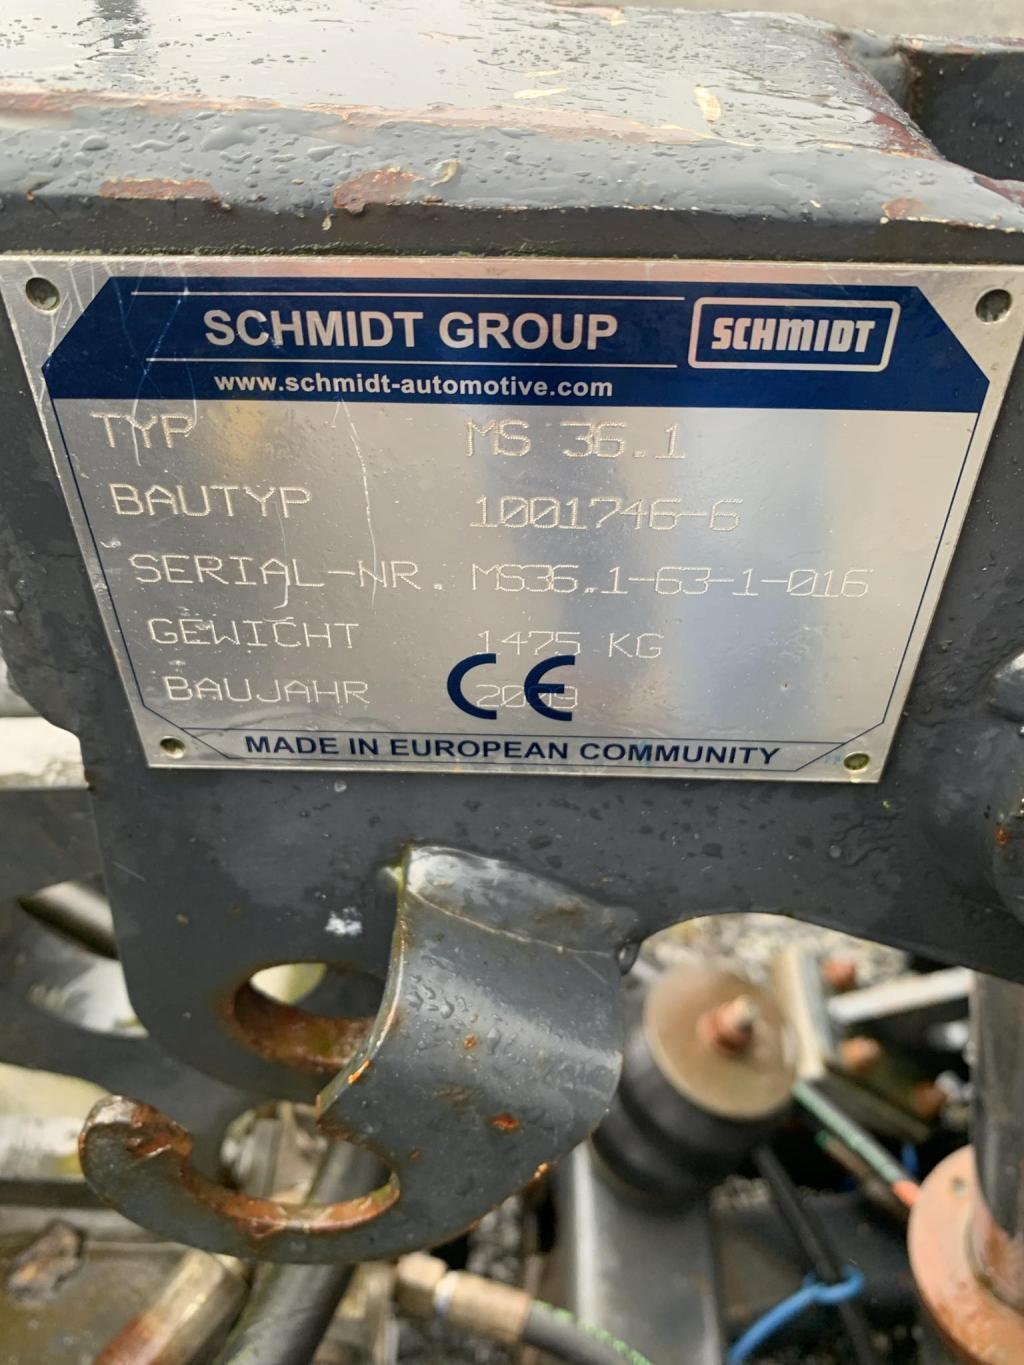 SCHMIDT GROUP SCHMIDT
www.schmidt-automotive.com
TYP MS 36.1
BAUTYP 1001746-6
SERIAL-NR. MS36.1-63-1-016
GEWICHT 1475 KG
BAUJAHR 2009
CE
MADE IN EUROPEAN COMMUNITY